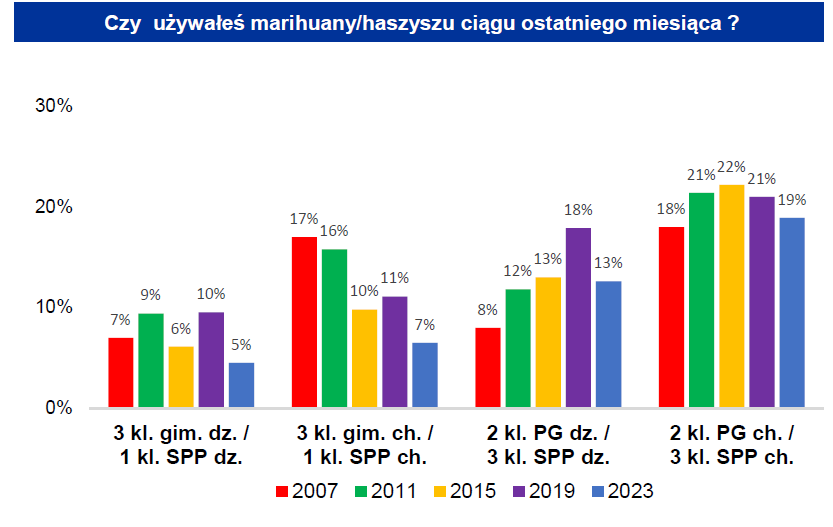 Czy  używałeś marihuany/haszyszu ciągu ostatniego miesiąca ?
30%
20%
10%
0%
7%
9%
6%
10%
5%
17%
16%
10%
11%
7%
8%
12%
13%
18%
13%
18%
21%
22%
21%
19%
3 kl. gim. dz. /
1 kl. SPP dz.
3 kl. gim. ch. /
1 kl. SPP ch.
2 kl. PG dz. /
3 kl. SPP dz.
2 kl. PG ch. /
3 kl. SPP ch.
2007 2011 2015 2019 2023